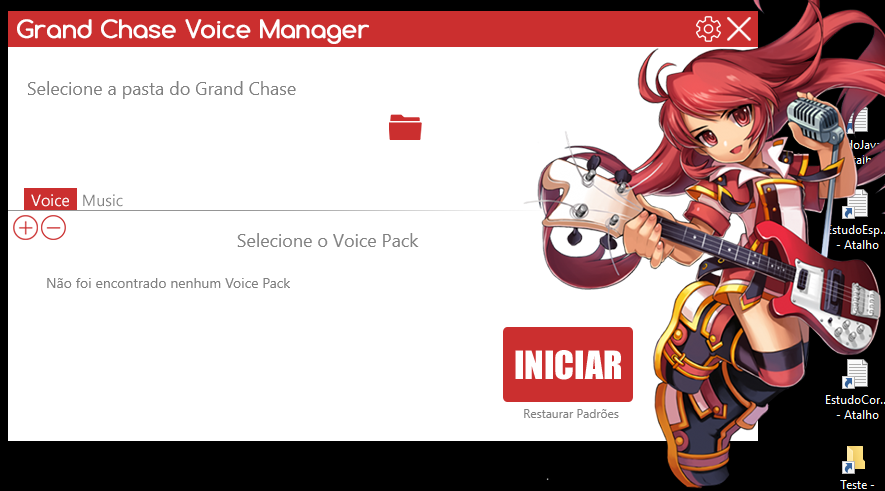 Grand Chase Voice Manager
Selecione a pasta do Grand Chase
Voice Music
Selecione o Voice Pack
Não foi encontrado nenhum Voice Pack
INICIAR
Restaurar Padrões
EstudoEsp...
- Atalho
EstudoCor...
- Atalho
Teste -